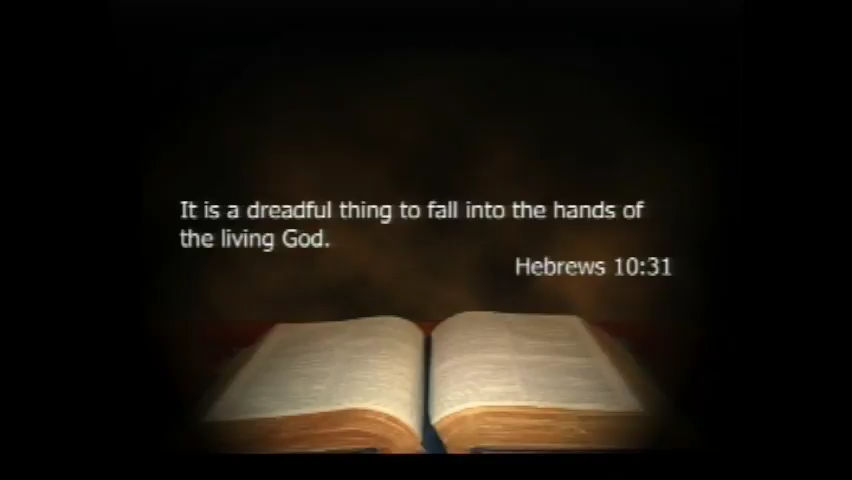 It is a dreadful thing to fall into the hands of
the living God.
Hebrews 10:31